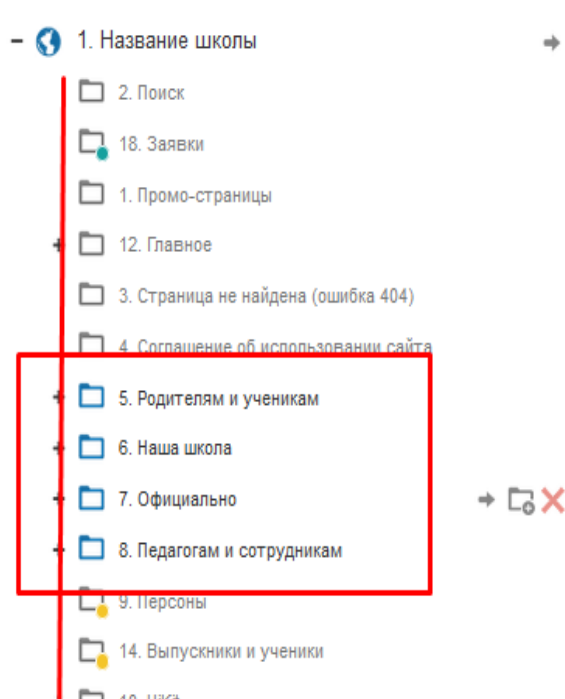 1. Название школы
2. Поиск
18. Заявки
1. Промо-страницы
12. Главное
3. Страница не найдена (ошибка 404)
4. Соглашение об использовании сайта
5. Родителям и ученикам
6. Наша школа
7. Официально
8. Педагогам и сотрудникам
9. Персоны
14. Выпускники и ученики